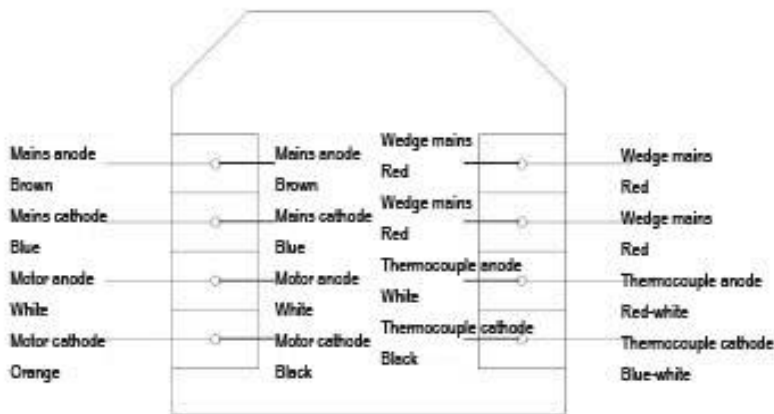 Mains anode
Brown
Mains cathode
Blue
Motor anode
White
Motor cathode
Orange
Mains anode
Brown
Mains cathode
Blue
Motor anode
White
Motor cathode
Black
Wedge mains
Red
Wedge mains
Red
Thermocouple anode
White
Thermocouple cathode
Black
Wedge mains
Red
Wedge mains
Red
Thermocouple anode
Red-white
Thermocouple cathode
Blue-white